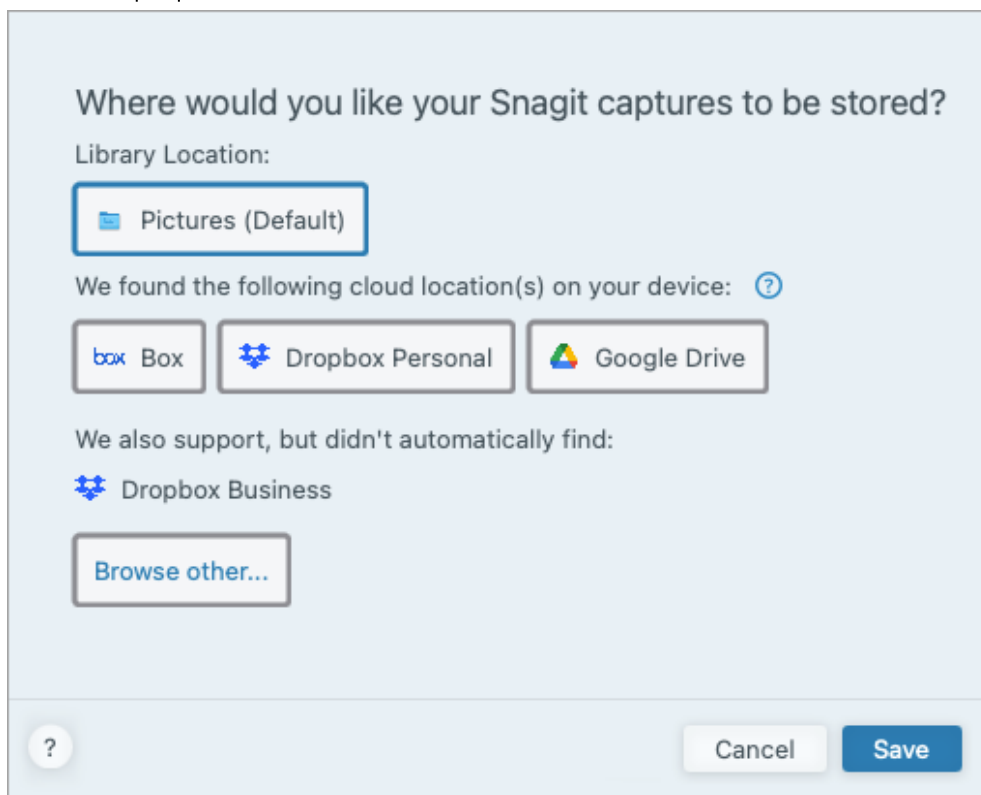 Where would you like your Snagit captures to be stored?
Library Location:
Pictures (Default)
We found the following cloud location(s) on your device: ?
box Box Dropbox Personal Google Drive
We also support, but didn't automatically find:
Dropbox Business
Browse other...
? Cancel Save